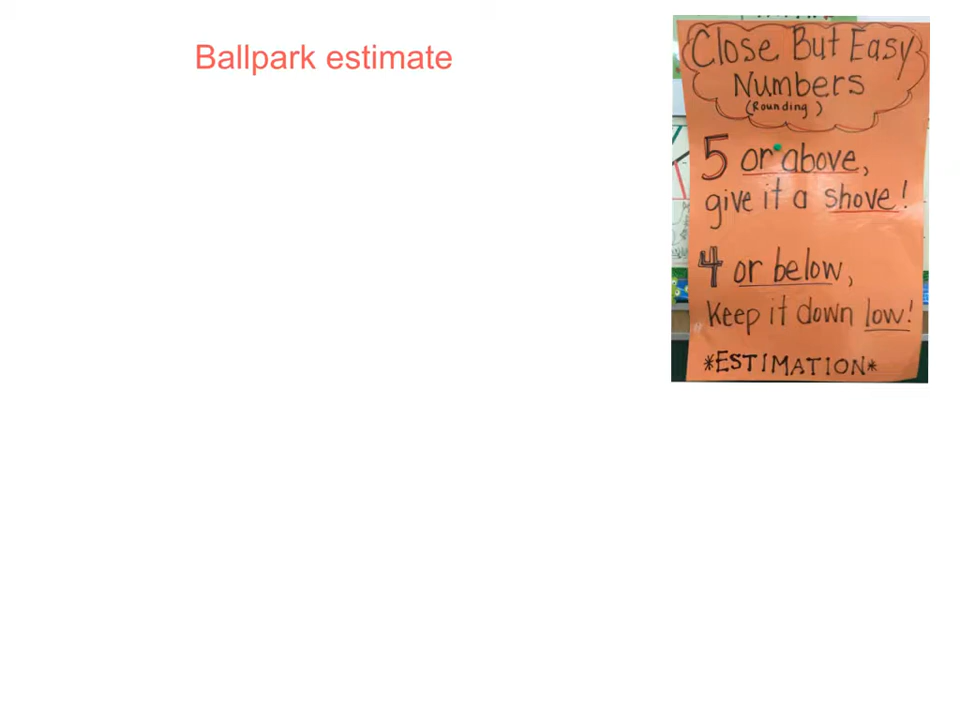 Ballpark estimate
Close But Easy
Numbers
(Rounding)
5 or above,
give it a shove!
4 or below,
Keep it down low!
*ESTIMATION*